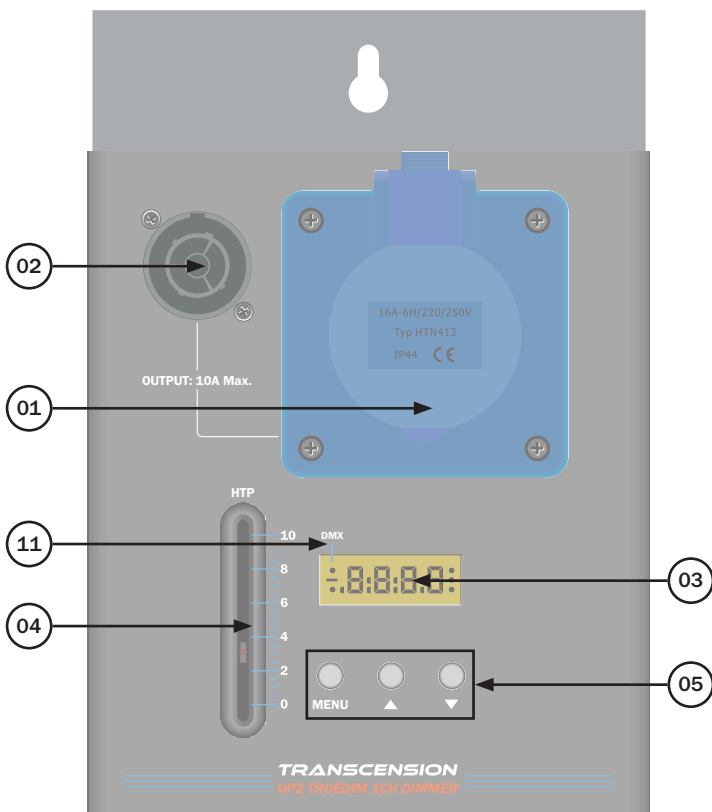 02
16A-6H/220/250V
Typ HTN413
IP44 CE
OUTPUT: 10A Max.
01
HTP
10
DMX
11
8
8:8:8.0
03
6
04
4
2
05
0
MENU ▲ ▼
TRANSCENSION
UP2 TRUEDIM 1CH DIMMER